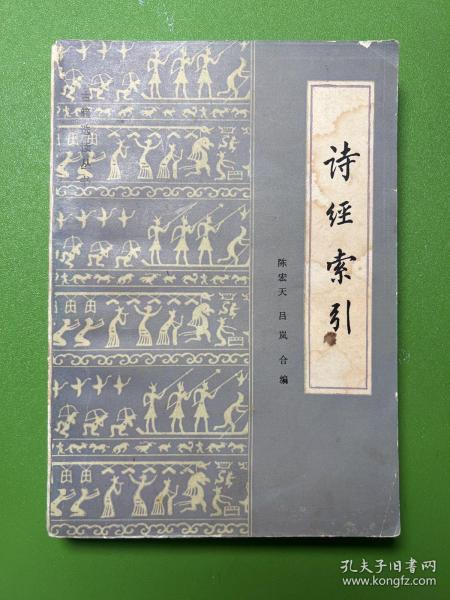 诗经索引
陈宏天 吕岚 合编
孔夫子旧书网
www.kongfz.com